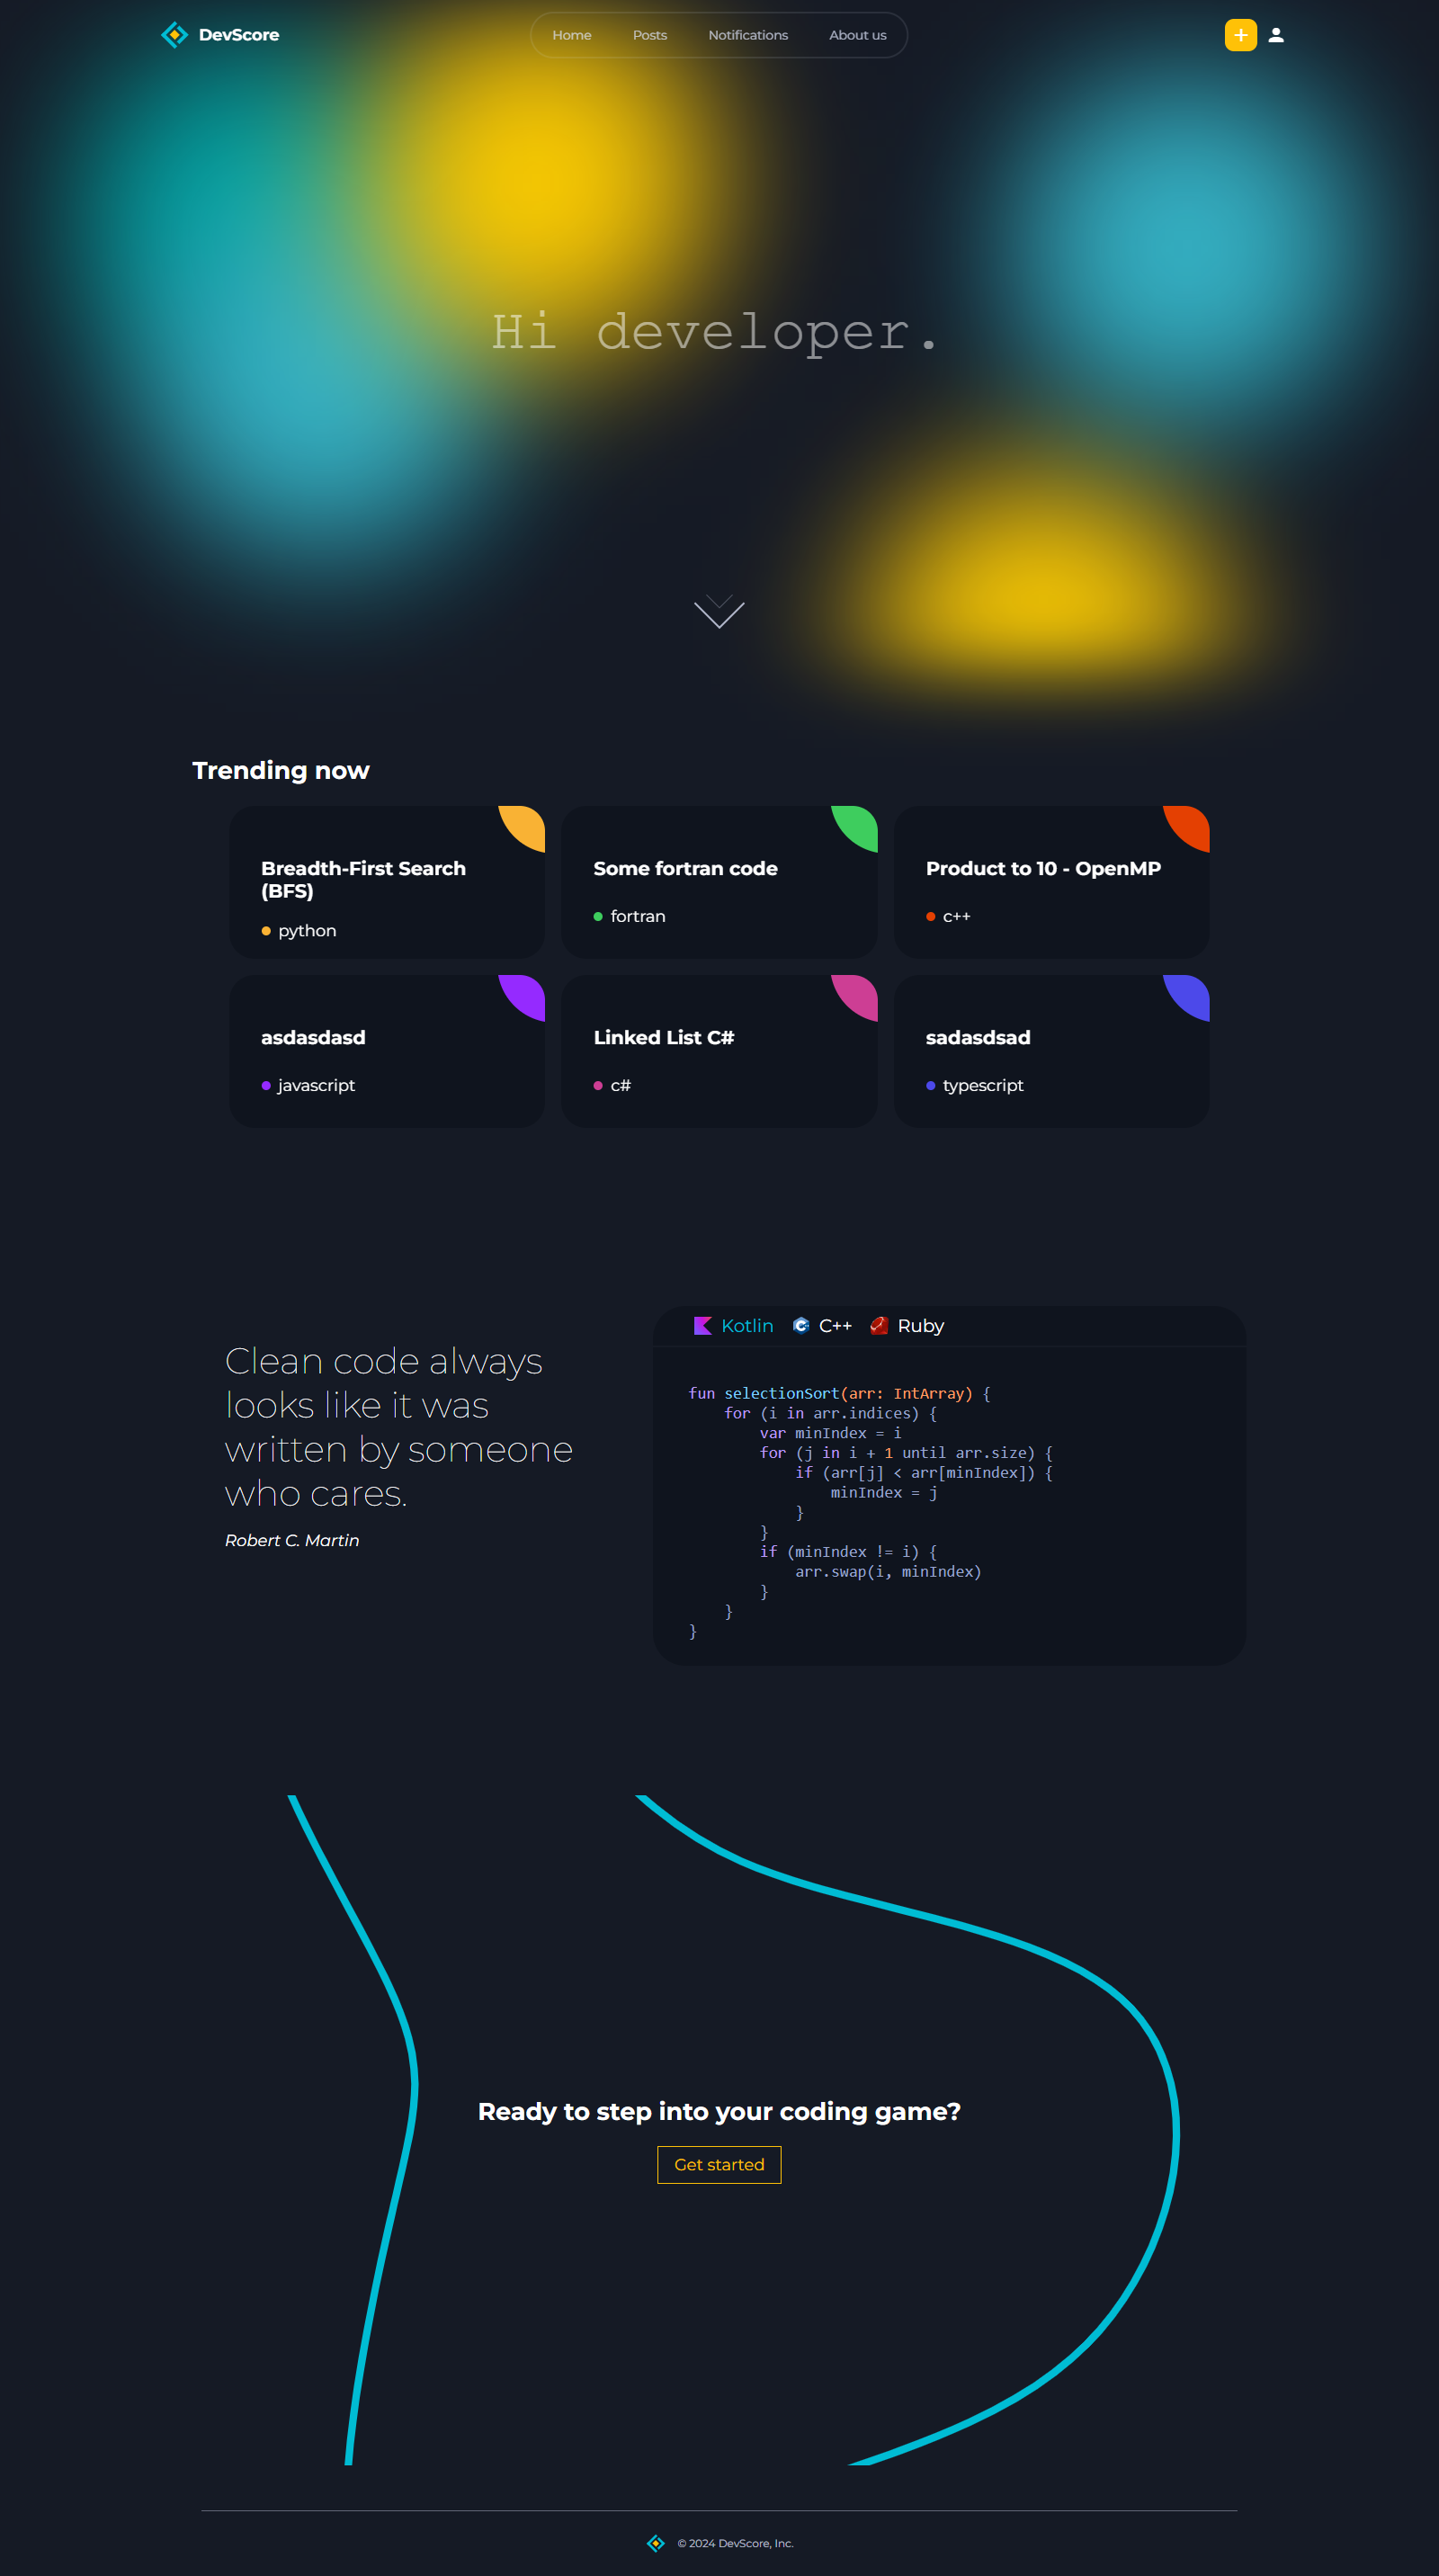 DevScore
Home Posts Notifications About us
Hi developer.
Trending now
Breadth-First Search
(BFS)
python
Some fortran code
fortran
Product to 10 - OpenMP
c++
asdasdasd
javascript
Linked List C#
c#
sadasdsad
typescript
Clean code always
looks like it was
written by someone
who cares.
Robert C. Martin
Kotlin C++ Ruby
fun selectionSort(arr: IntArray) {
    for (i in arr.indices) {
        var minIndex = i
        for (j in i + 1 until arr.size) {
            if (arr[j] < arr[minIndex]) {
                minIndex = j
            }
        }
        if (minIndex != i) {
            arr.swap(i, minIndex)
        }
    }
}
Ready to step into your coding game?
Get started
© 2024 DevScore, Inc.